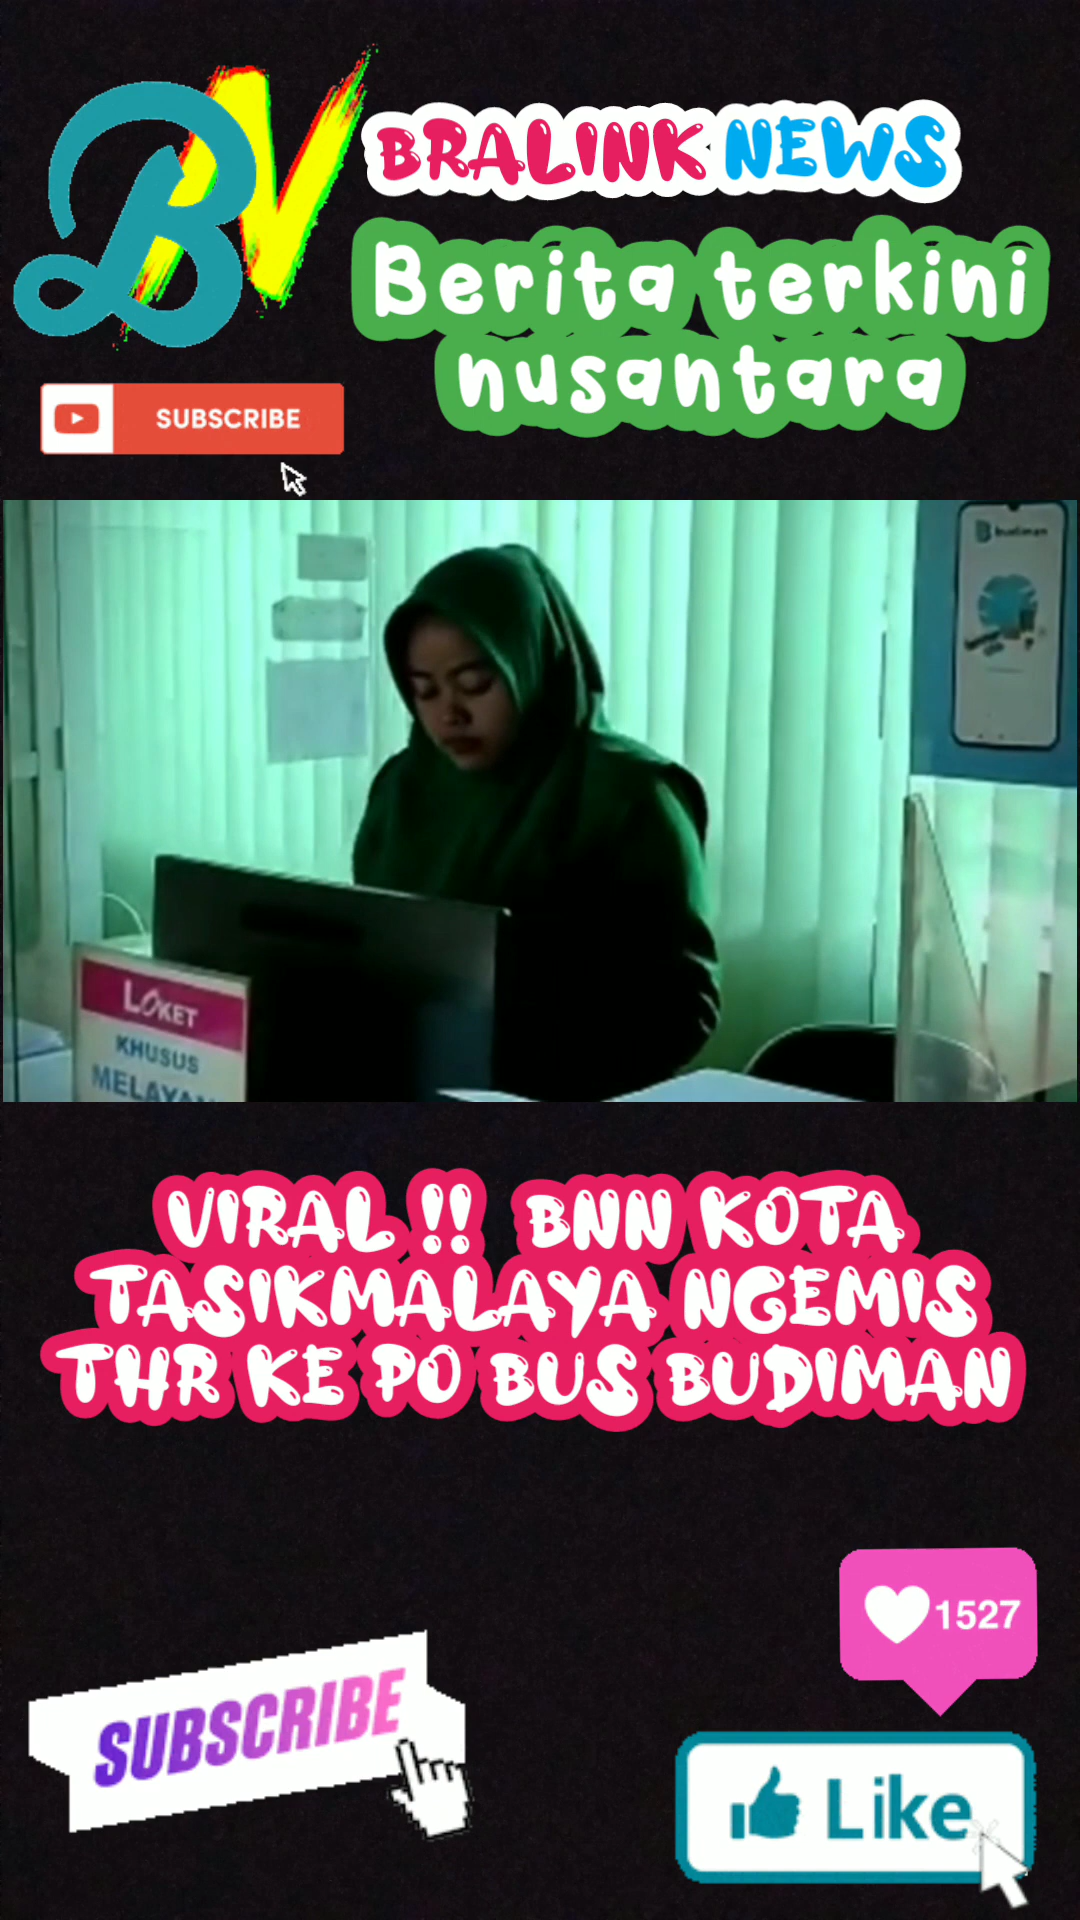 BRALINK NEWS
Berita terkini
nusantara
SUBSCRIBE
budiman
LOKET
KHUSUS
VIRAL !! BNN KOTA
TASIKMALAYA NGEMIS
THR KE PO BUS BUDIMAN
1527
SUBSCRIBE
Like